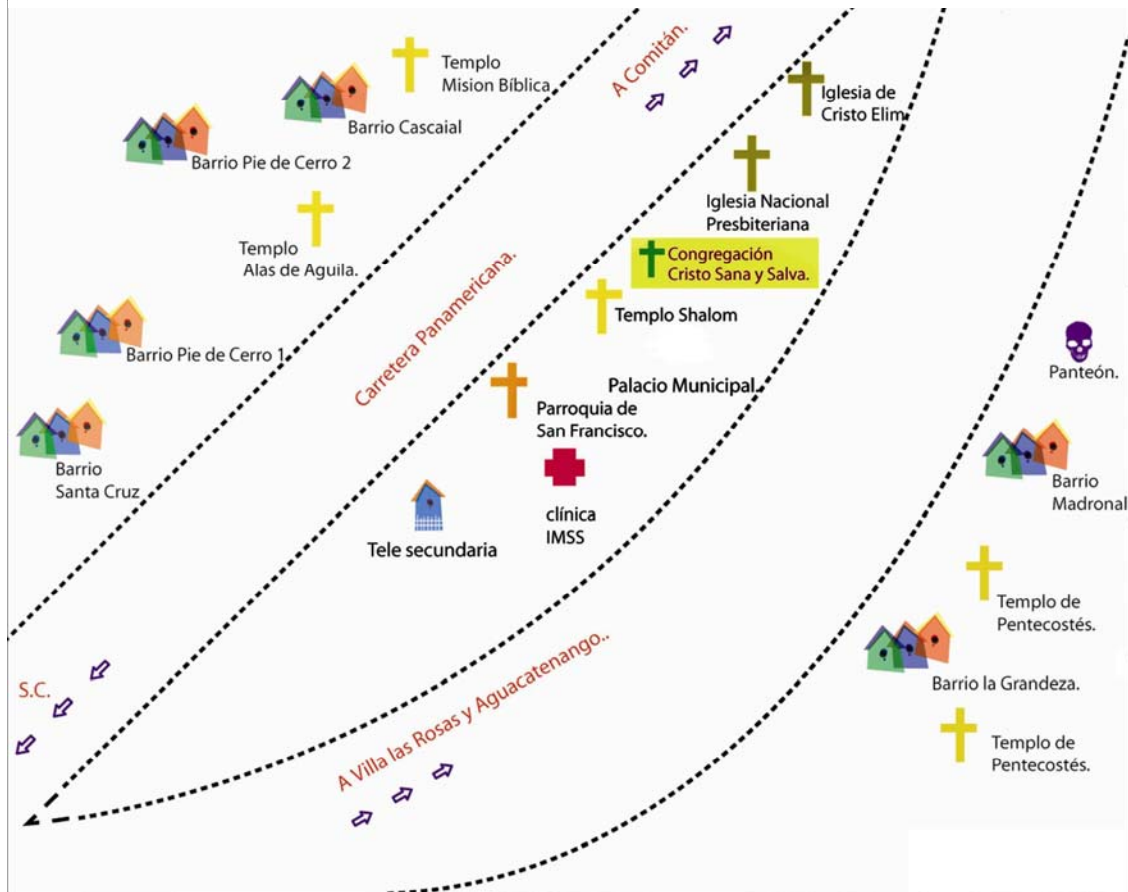 Templo
Mision Bíblica
Barrio Cascaial
Barrio Pie de Cerro 2
Templo
Alas de Aguila.
Barrio Pie de Cerro 1
Barrio
Santa Cruz
A Comitán.
Carretera Panamericana.
S.C.
Iglesia de
Cristo Elim
Iglesia Nacional
Presbiteriana
Congregación
Cristo Sana y Salva.
Templo Shalom
Palacio Municipal.
Parroquia de
San Francisco.
clínica
IMSS
Tele secundaria
A Villa las Rosas y Aguacatenango..
Panteón.
Barrio
Madronal
Templo de
Pentecostés.
Barrio la Grandeza.
Templo de
Pentecostés.